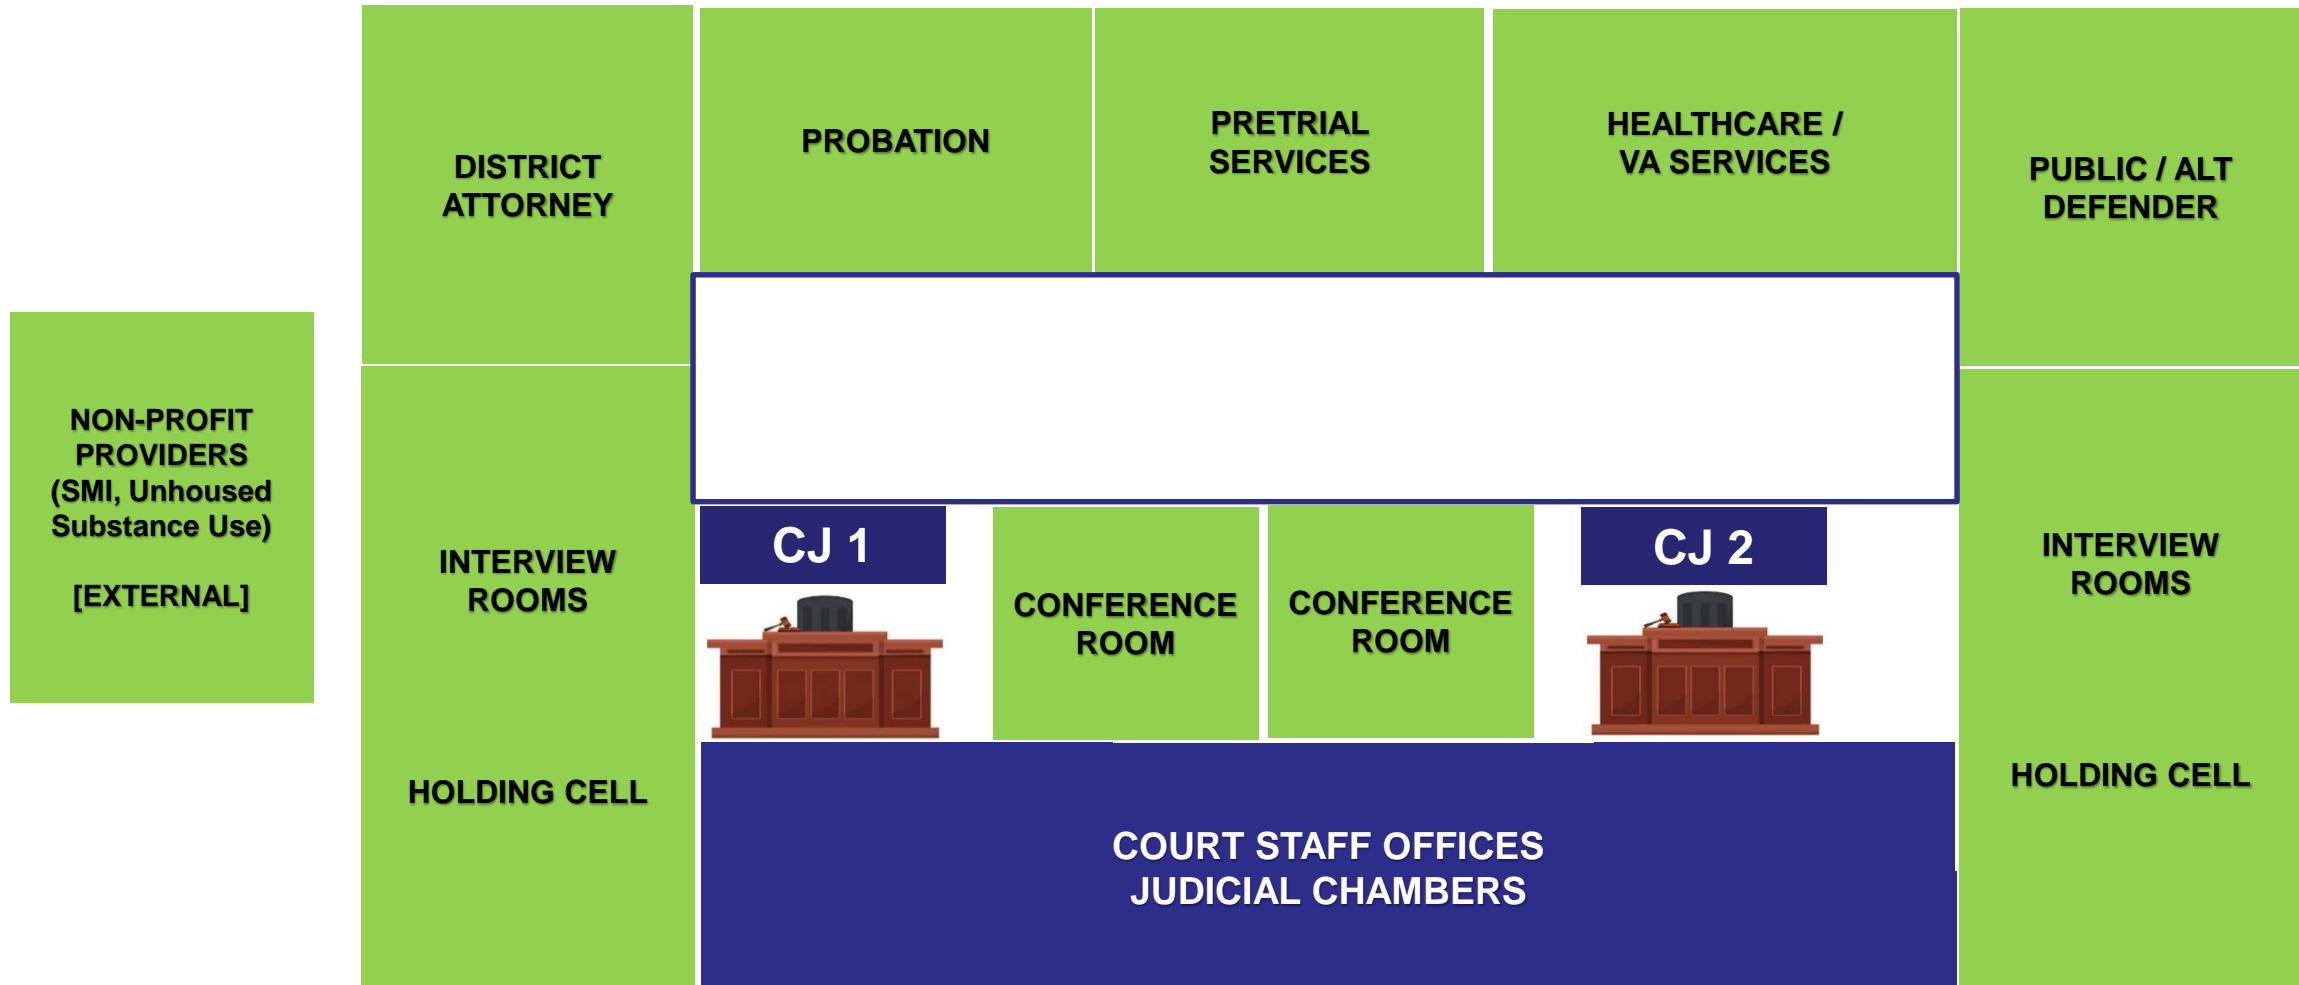 DISTRICT
ATTORNEY
PROBATION
PRETRIAL
SERVICES
HEALTHCARE /
VA SERVICES
PUBLIC / ALT
DEFENDER
NON-PROFIT
PROVIDERS
(SMI, Unhoused
Substance Use)
[EXTERNAL]
INTERVIEW
ROOMS
HOLDING CELL
CJ 1
CONFERENCE
ROOM
CONFERENCE
ROOM
CJ 2
INTERVIEW
ROOMS
HOLDING CELL
COURT STAFF OFFICES
JUDICIAL CHAMBERS